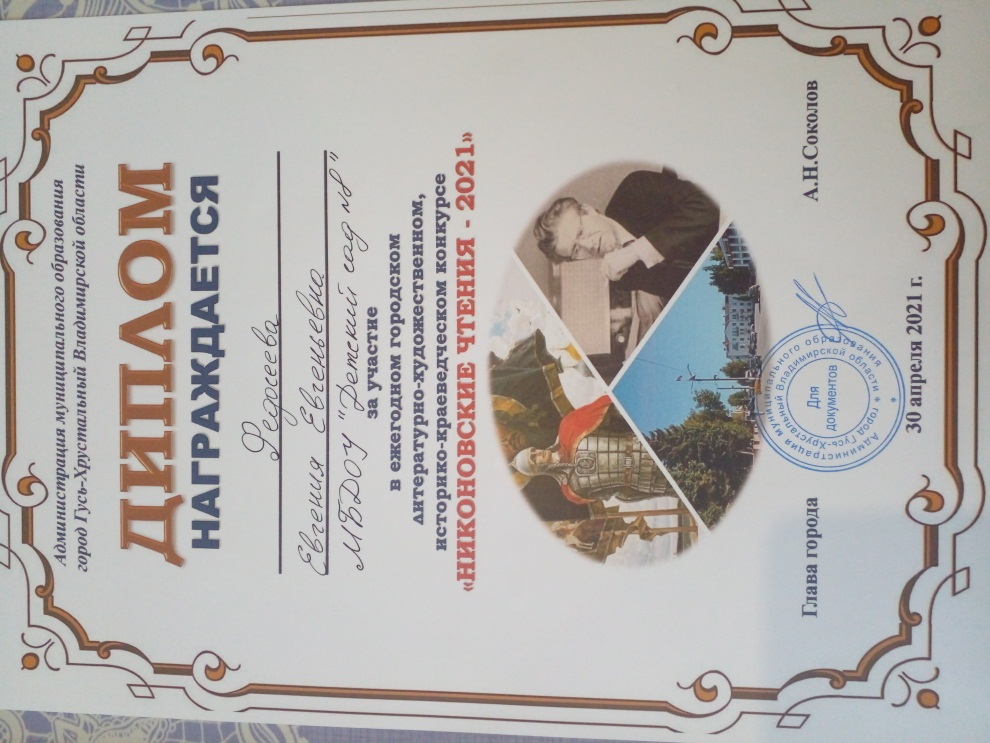 Администрация муниципального образования
город Гусь-Хрустальный Владимирской области
ДИПЛОМ
НАГРАЖДАЕТСЯ
Федосеева
Евгения Евгеньевна
МБДОУ "Детский сад №8"
за участие
в ежегодном городском
литературно-художественном,
историко-краеведческом конкурсе
«НИКОНОВСКИЕ ЧТЕНИЯ - 2021»
Глава города
А.Н.Соколов
Администрация муниципального образования
город Гусь-Хрустальный Владимирской области
Для
документов
30 апреля 2021 г.